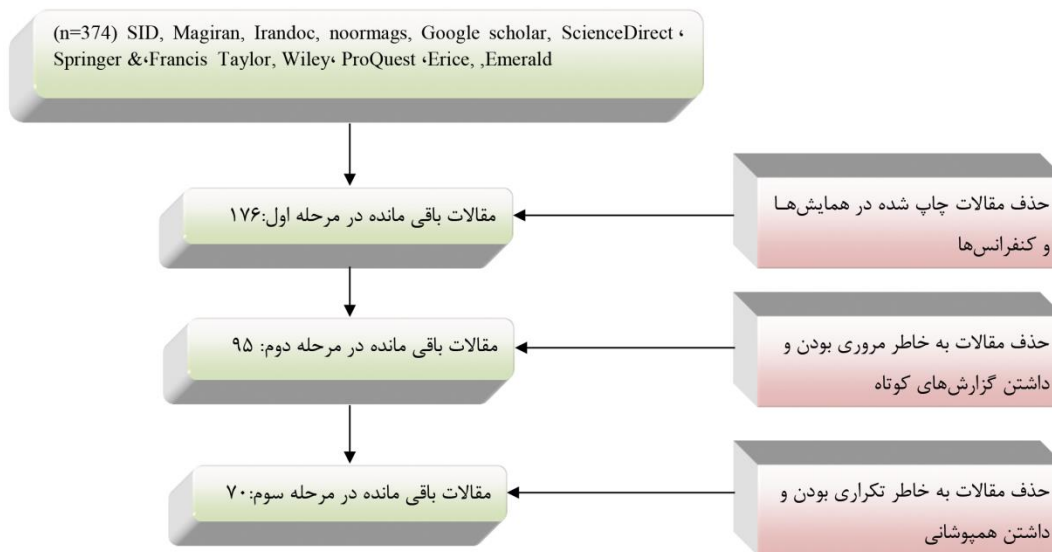 (n=374) SID, Magiran, Irandoc, noormags, Google scholar, ScienceDirect ،
Springer &،Francis Taylor, Wiley، ProQuest ،Erice, ,Emerald
حذف مقالات چاپ شده در همایش‌ها
و کنفرانس‌ها
مقالات باقی مانده در مرحله اول:۱۷۶
حذف مقالات به خاطر مروری بودن و
داشتن گزارش‌های کوتاه
مقالات باقی مانده در مرحله دوم: ۹۵
حذف مقالات به خاطر تکراری بودن و
داشتن همپوشانی
مقالات باقی مانده در مرحله سوم:۷۰